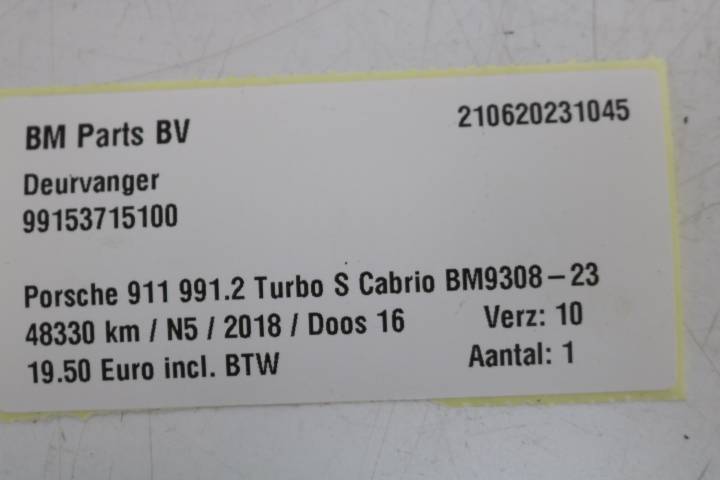 BM Parts BV 210620231045
Deurvanger
99153715100
Porsche 911 991.2 Turbo S Cabrio BM9308-23
48330 km / N5 / 2018 / Doos 16 Verz: 10
19.50 Euro incl. BTW Aantal: 1